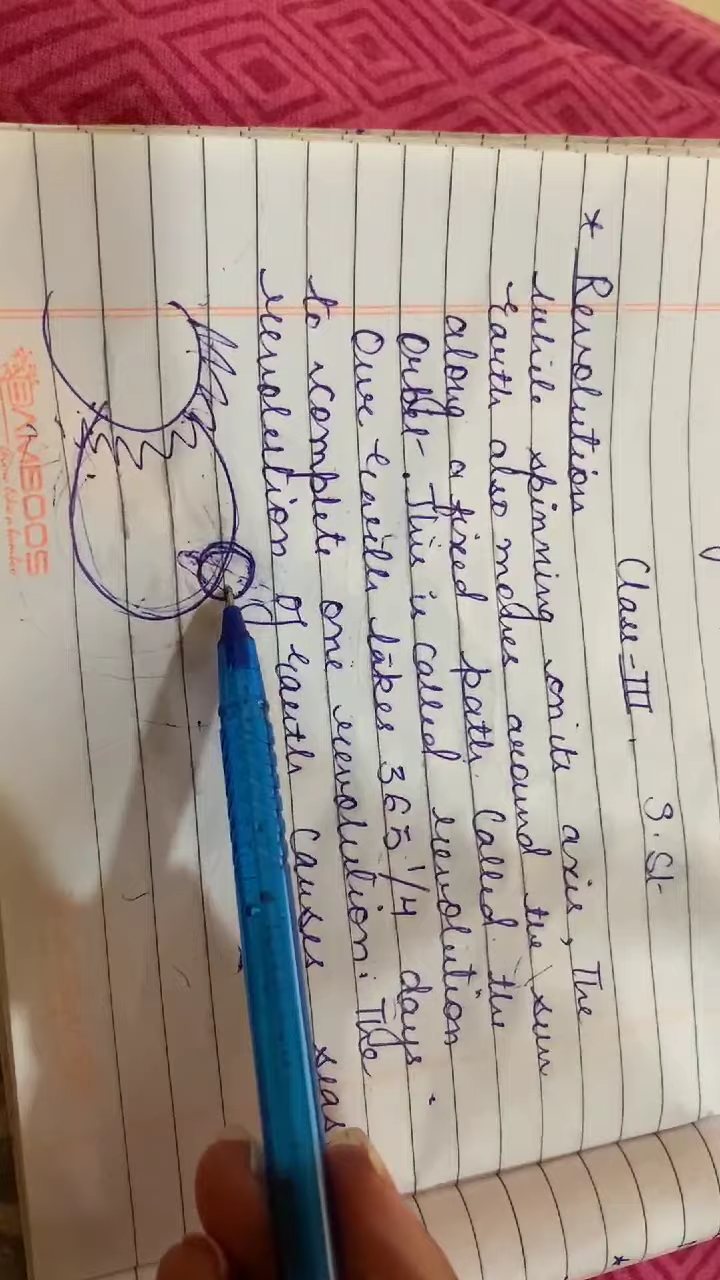 Class-III. S.St
* Revolution
while spinning on its axis, The
earth also moves around the sun
along a fixed path. Called the
Orbit. This is called revolution
Our Earth takes 365 1/4 days.
to complete one revolution. The
revolution of earth causes seas
BAMBOOS